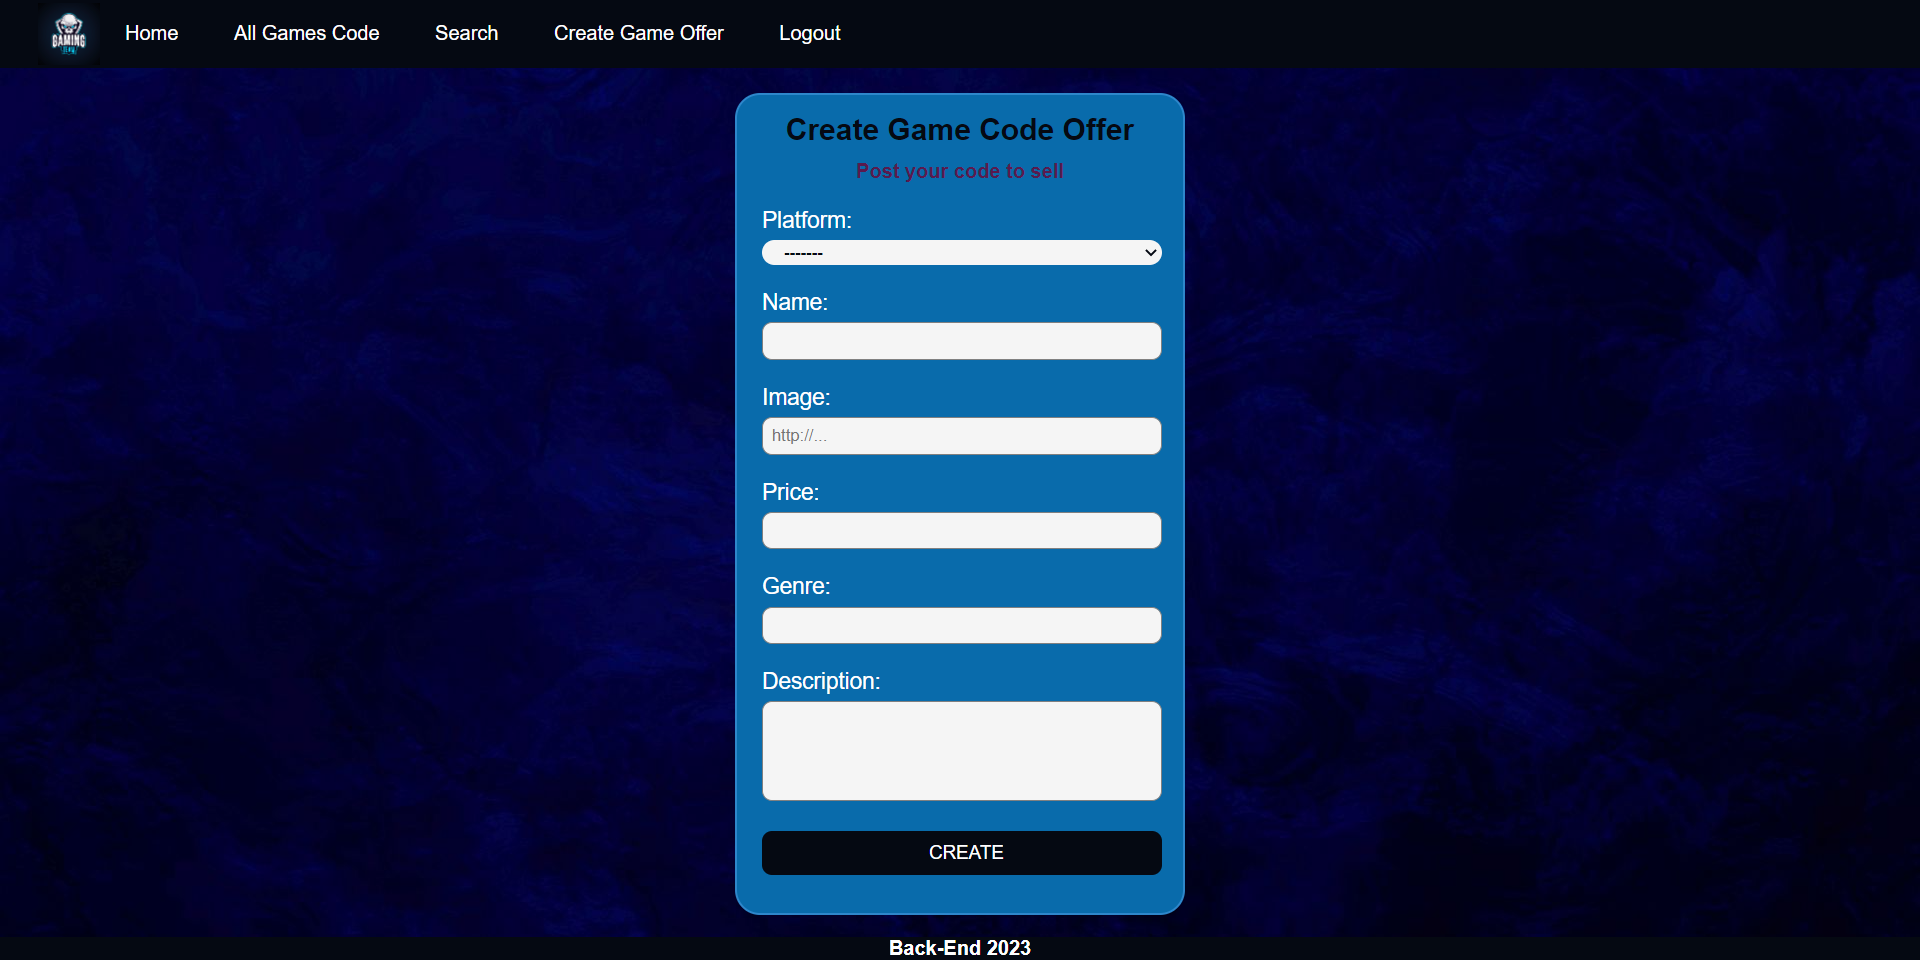 GAMING
Home
All Games Code
Search
Create Game Offer
Logout
Create Game Code Offer
Post your code to sell
Platform:
-------
Name:
Image:
http://...
Price:
Genre:
Description:
CREATE
Back-End 2023